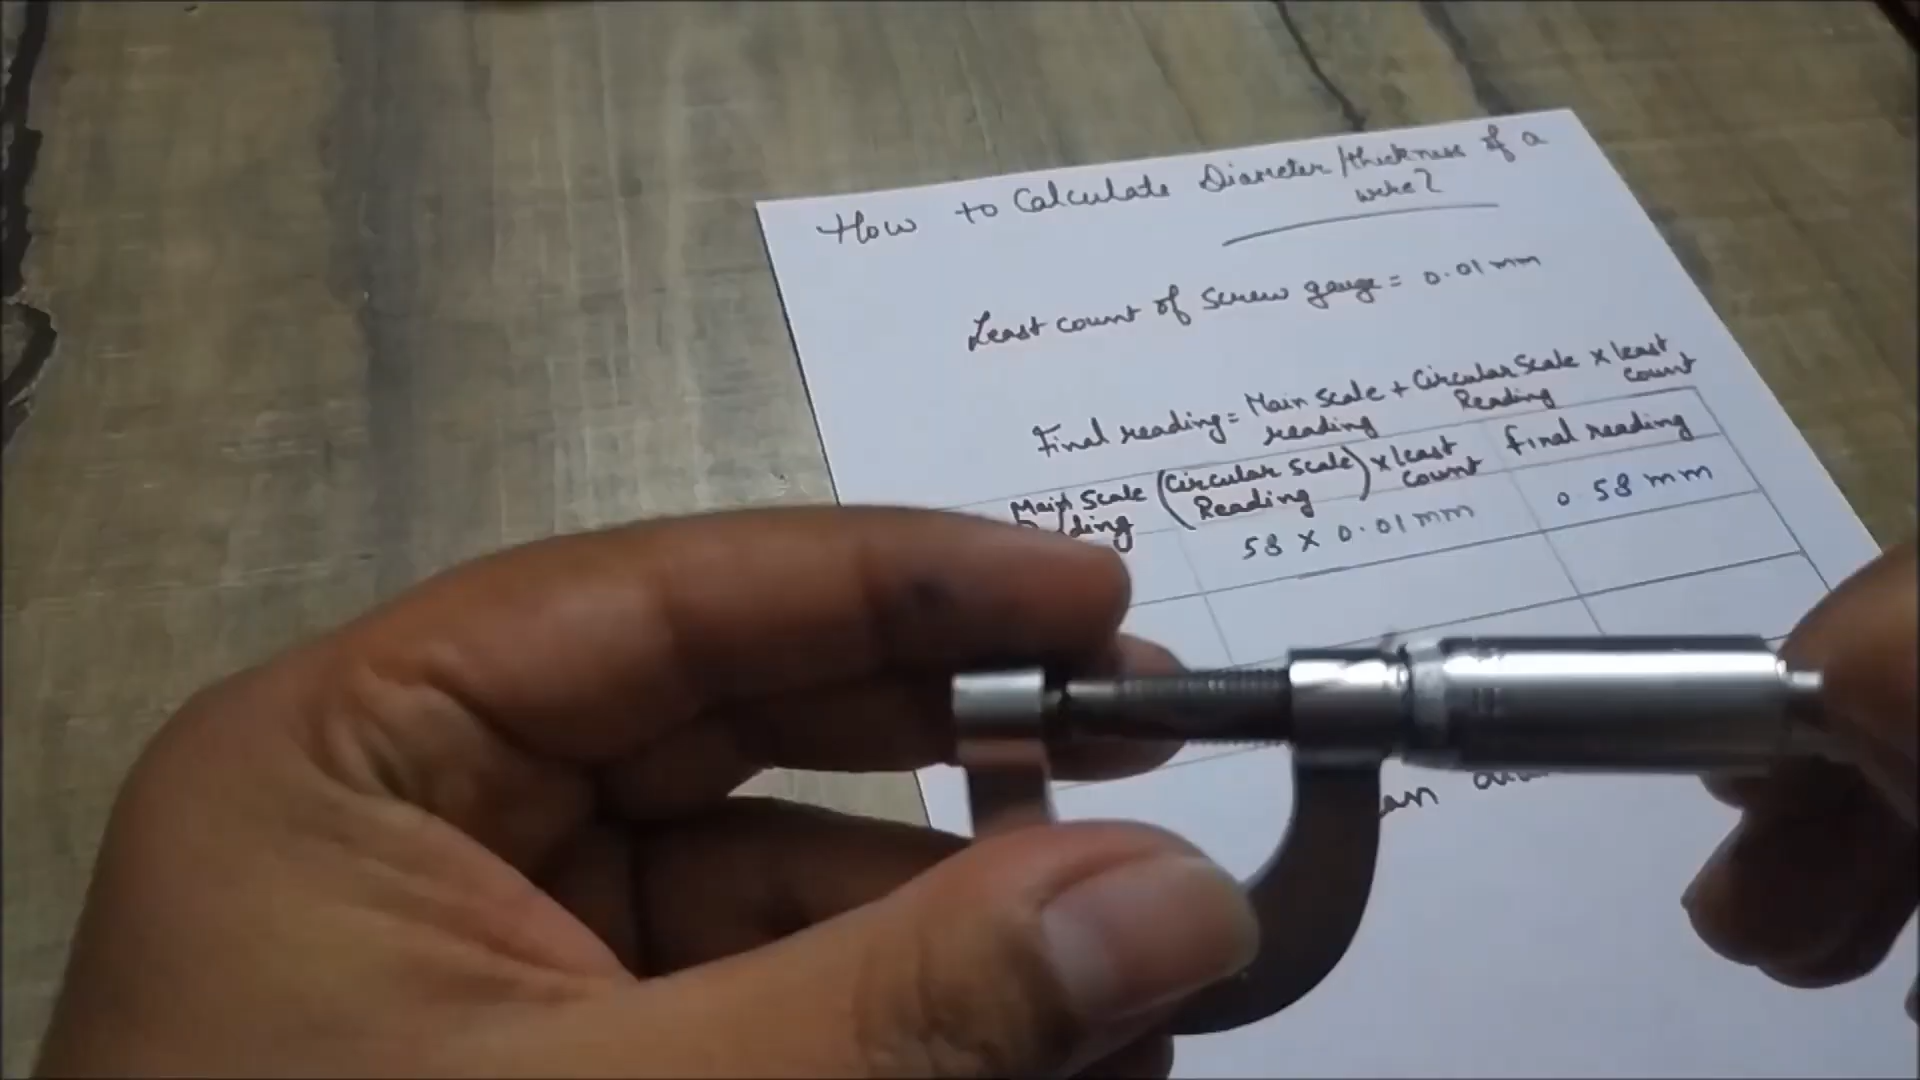 How to Calculate Diameter/thickness of a
wire?
Least count of screw gauge = 0.01 mm
Final reading = Main Scale + Circular Scale × least
reading Reading count
Main Scale (Circular Scale) × least final reading
Reading count
58 × 0.01 mm 0.58 mm